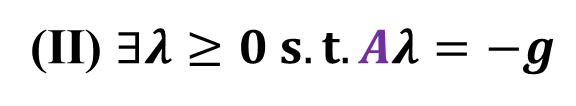 (II) ∃λ ≥ 0 s.t. Aλ = −g